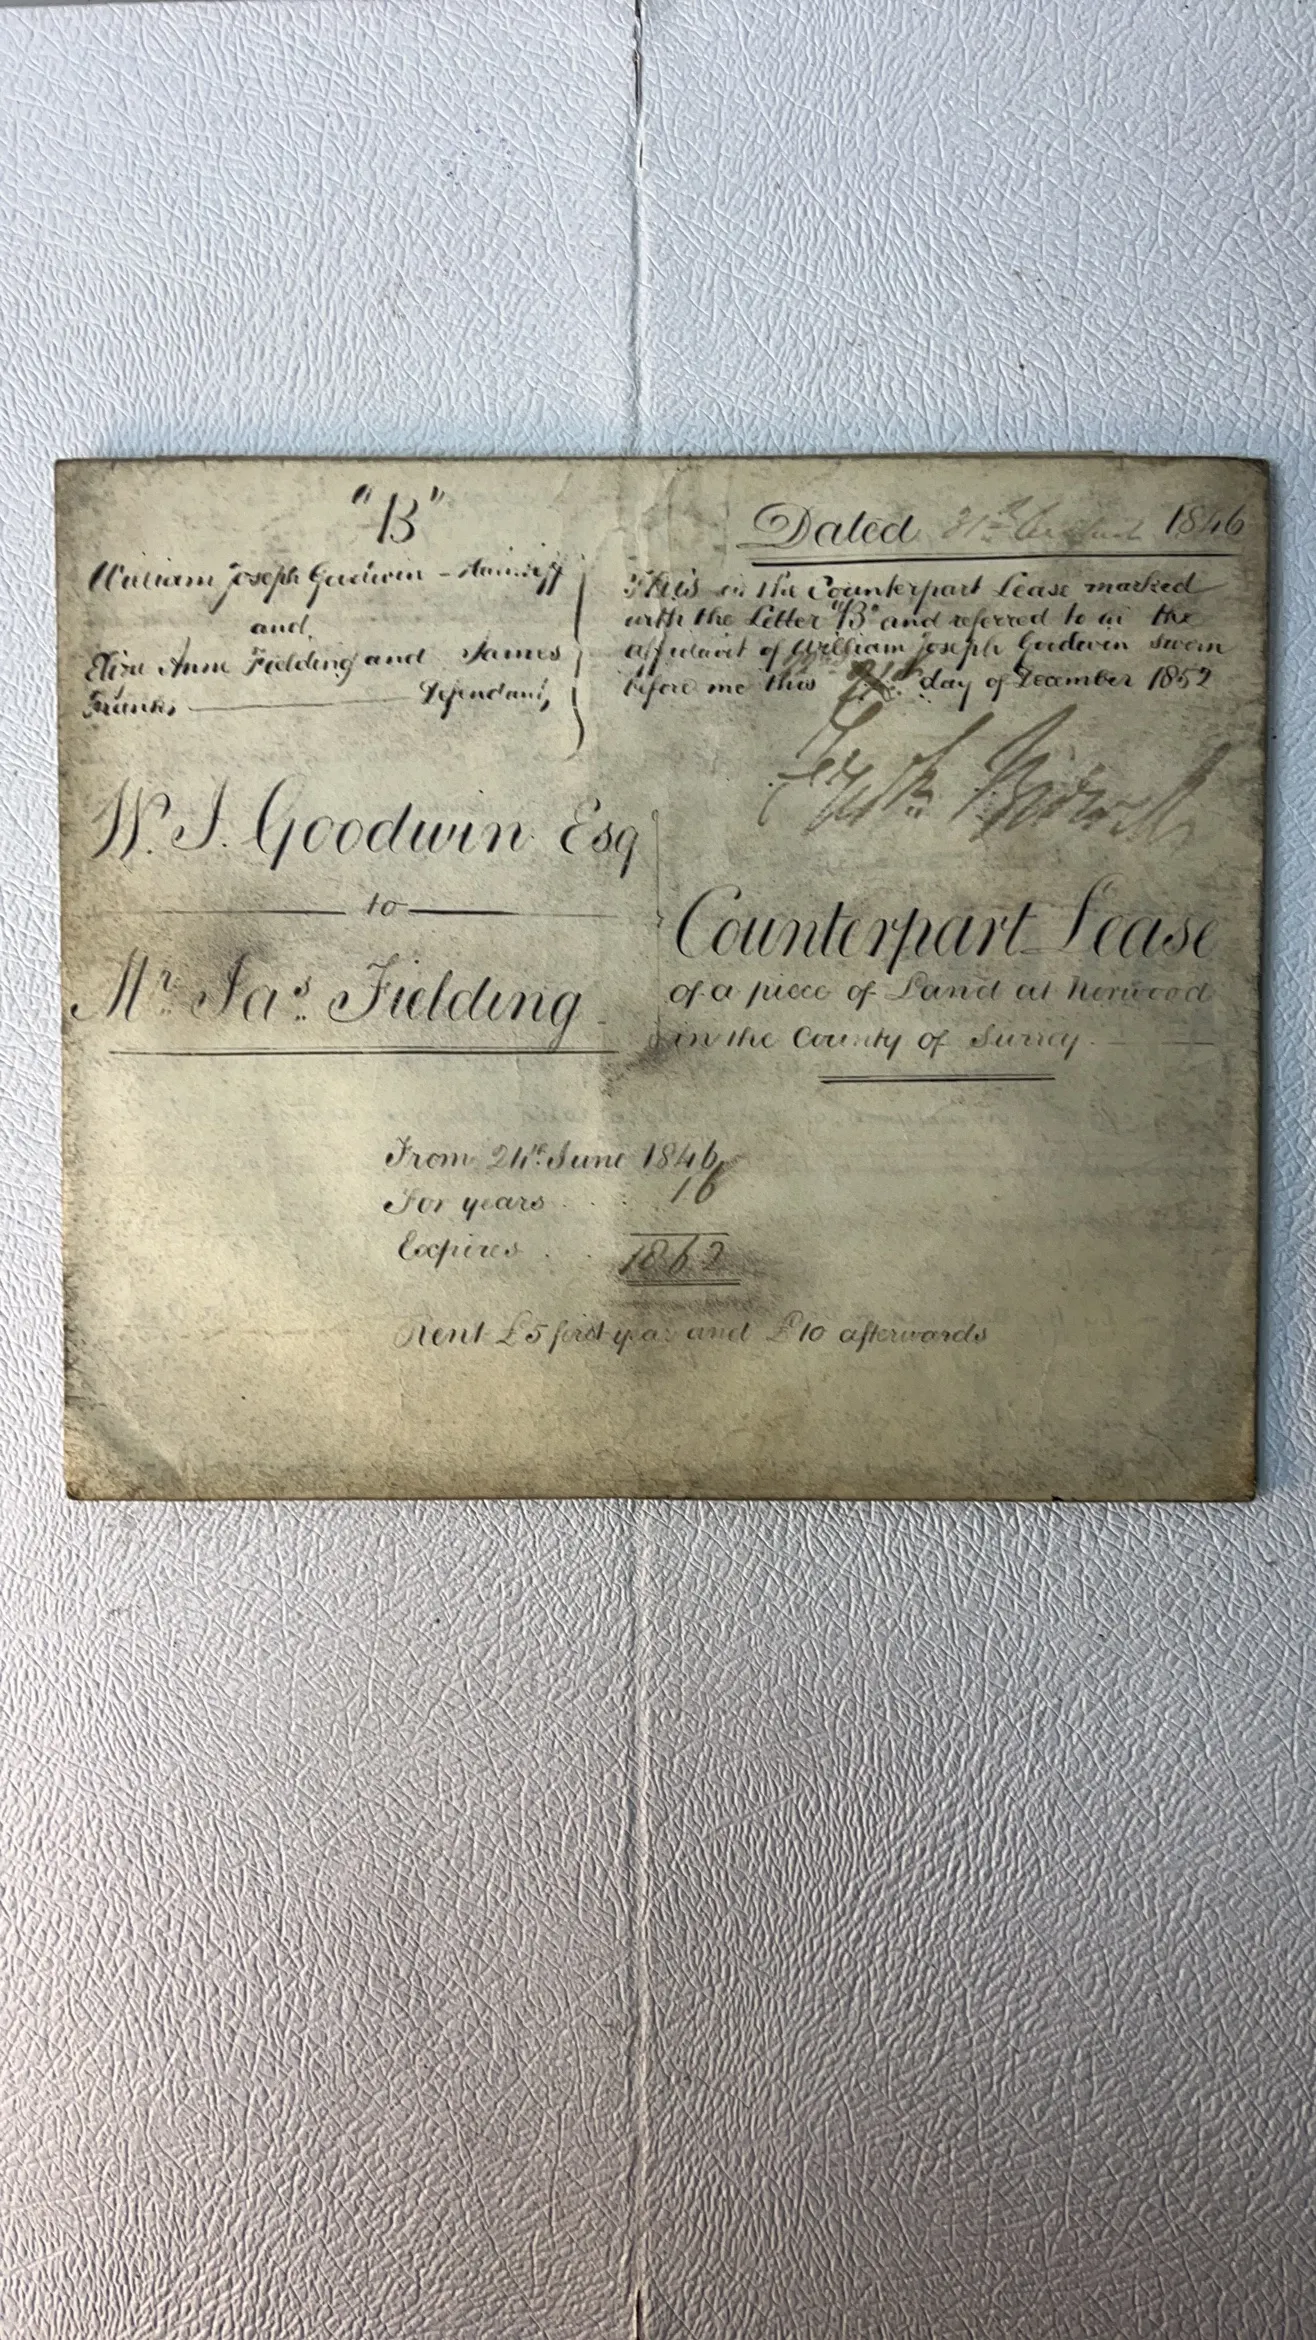 "B"
William Joseph Goodwin - Plaintiff
and
Eliza Anne Fielding and James
Franks Defendants
Dated 31st 1846
This is the Counterpart Lease marked
with the Letter "B" and referred to in the
affidavit of William Joseph Goodwin sworn
before me this day of December 1852
W. J. Goodwin Esq
to
Mr. Jas. Fielding
Counterpart Lease
of a piece of Land at Norwood
in the County of Surrey
From 24th June 1846
For years 16
Expires 1862
Rent £5 first year and £10 afterwards